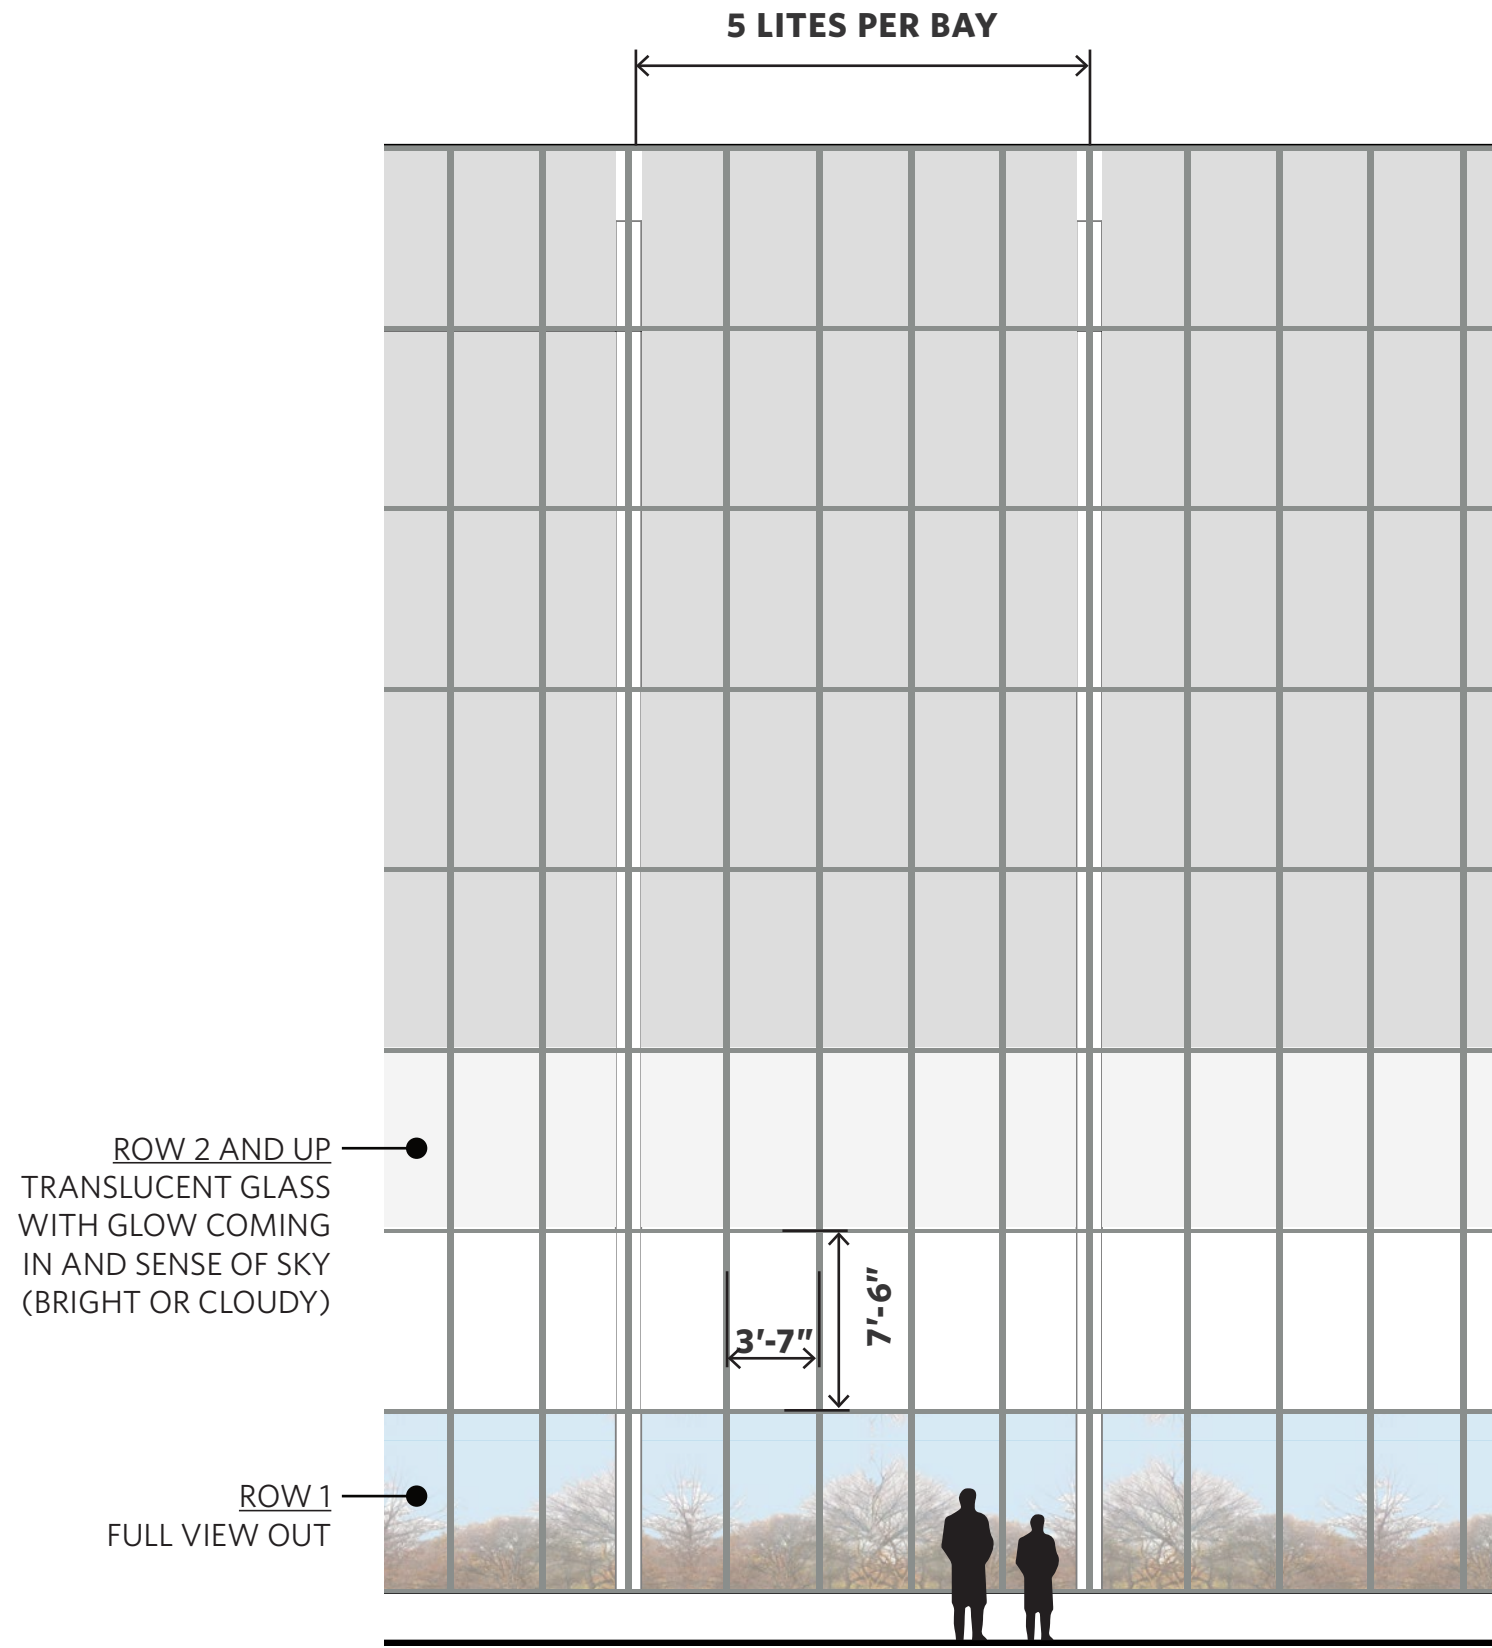 5 LITES PER BAY
ROW 2 AND UP
TRANSLUCENT GLASS
WITH GLOW COMING
IN AND SENSE OF SKY
(BRIGHT OR CLOUDY)
3'-7"
7'-6"
ROW 1
FULL VIEW OUT